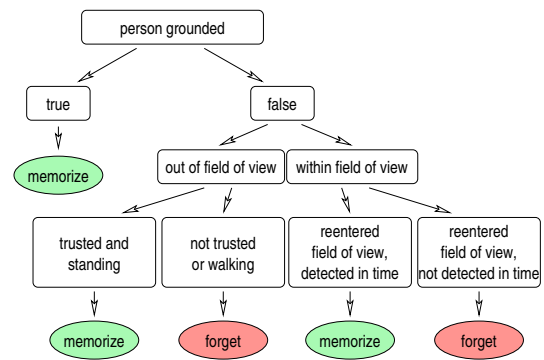 person grounded
true
false
memorize
out of field of view
within field of view
trusted and
standing
not trusted
or walking
reentered
field of view,
detected in time
reentered
field of view,
not detected in time
memorize
forget
memorize
forget